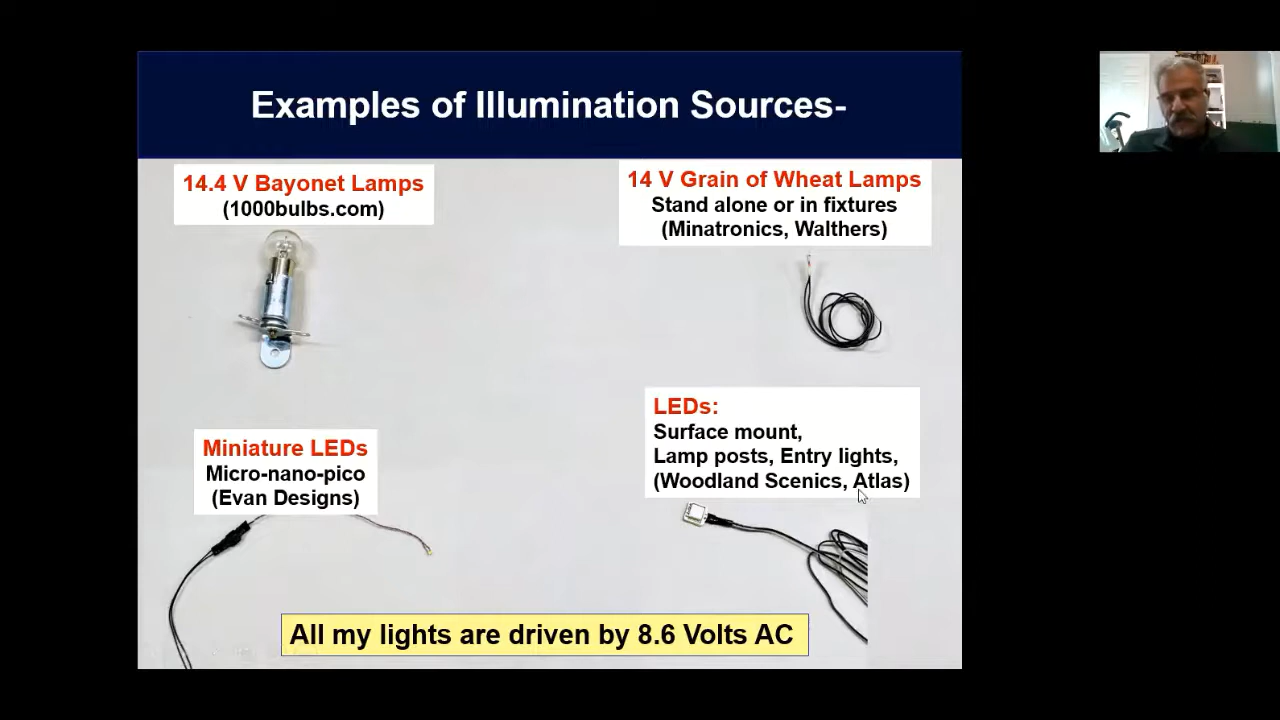 Examples of Illumination Sources-
14.4 V Bayonet Lamps
(1000bulbs.com)
14 V Grain of Wheat Lamps
Stand alone or in fixtures
(Minatronics, Walthers)
Miniature LEDs
Micro-nano-pico
(Evan Designs)
LEDs:
Surface mount,
Lamp posts, Entry lights,
(Woodland Scenics, Atlas)
All my lights are driven by 8.6 Volts AC